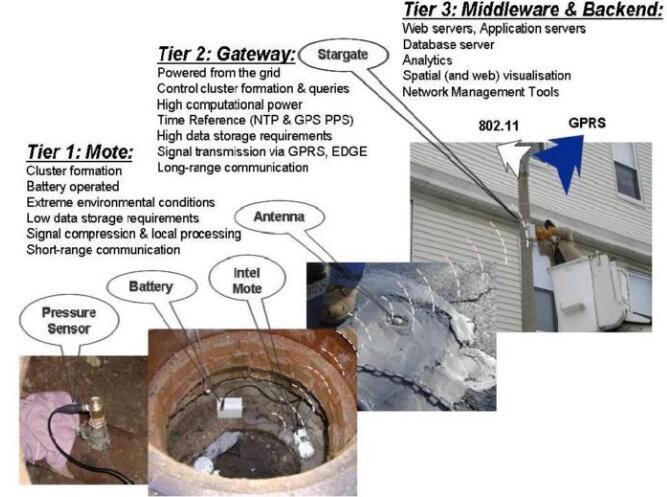 Tier 3: Middleware & Backend:
Web servers, Application servers
Database server
Analytics
Spatial (and web) visualisation
Network Management Tools
Tier 2: Gateway:
Powered from the grid
Control cluster formation & queries
High computational power
Time Reference (NTP & GPS PPS)
High data storage requirements
Signal transmission via GPRS, EDGE
Long-range communication
Stargate
802.11
GPRS
Tier 1: Mote:
Cluster formation
Battery operated
Extreme environmental conditions
Low data storage requirements
Signal compression & local processing
Short-range communication
Antenna
Intel
Mote
Battery
Pressure
Sensor